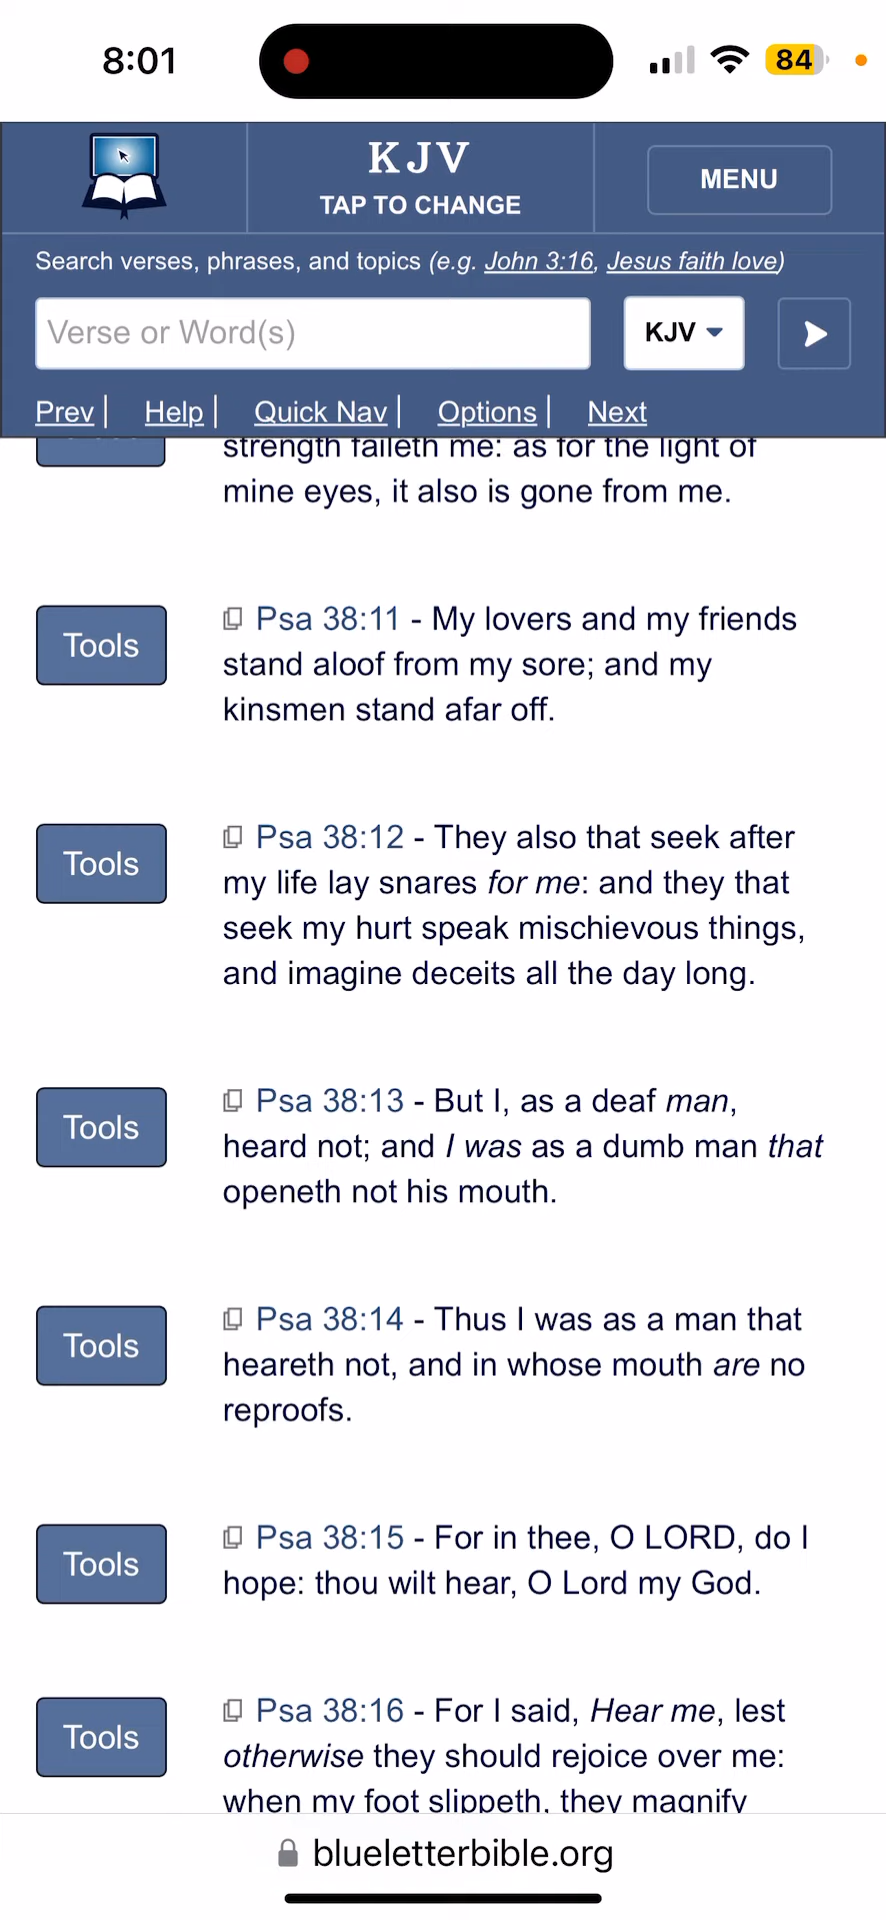 8:01
84
KJV
TAP TO CHANGE
MENU
Search verses, phrases, and topics (e.g. John 3:16, Jesus faith love)
Verse or Word(s)
KJV
Prev | Help | Quick Nav | Options | Next
strength faileth me: as for the light of
mine eyes, it also is gone from me.
Tools
Psa 38:11 - My lovers and my friends
stand aloof from my sore; and my
kinsmen stand afar off.
Tools
Psa 38:12 - They also that seek after
my life lay snares for me: and they that
seek my hurt speak mischievous things,
and imagine deceits all the day long.
Tools
Psa 38:13 - But I, as a deaf man,
heard not; and I was as a dumb man that
openeth not his mouth.
Tools
Psa 38:14 - Thus I was as a man that
heareth not, and in whose mouth are no
reproofs.
Tools
Psa 38:15 - For in thee, O LORD, do I
hope: thou wilt hear, O Lord my God.
Tools
Psa 38:16 - For I said, Hear me, lest
otherwise they should rejoice over me:
when my foot slippeth, they magnify
blueletterbible.org